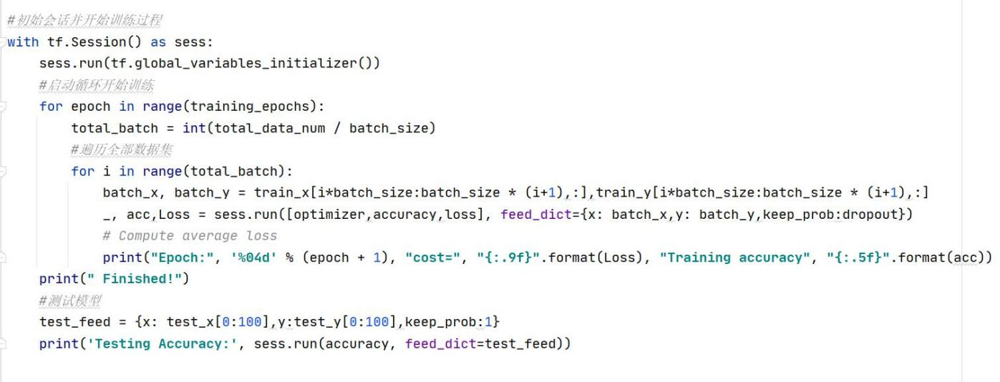 #初始会话并开始训练过程
with tf.Session() as sess:
    sess.run(tf.global_variables_initializer())
    #启动循环开始训练
    for epoch in range(training_epochs):
        total_batch = int(total_data_num / batch_size)
        #遍历全部数据集
        for i in range(total_batch):
            batch_x, batch_y = train_x[i*batch_size:batch_size * (i+1),:],train_y[i*batch_size:batch_size * (i+1),:]
            _, acc,Loss = sess.run([optimizer,accuracy,loss], feed_dict={x: batch_x,y: batch_y,keep_prob:dropout})
            # Compute average loss
            print("Epoch:", '%04d' % (epoch + 1), "cost=", "{:.9f}".format(Loss), "Training accuracy", "{:.5f}".format(acc))
    print(" Finished!")
    #测试模型
    test_feed = {x: test_x[0:100],y:test_y[0:100],keep_prob:1}
    print('Testing Accuracy:', sess.run(accuracy, feed_dict=test_feed))